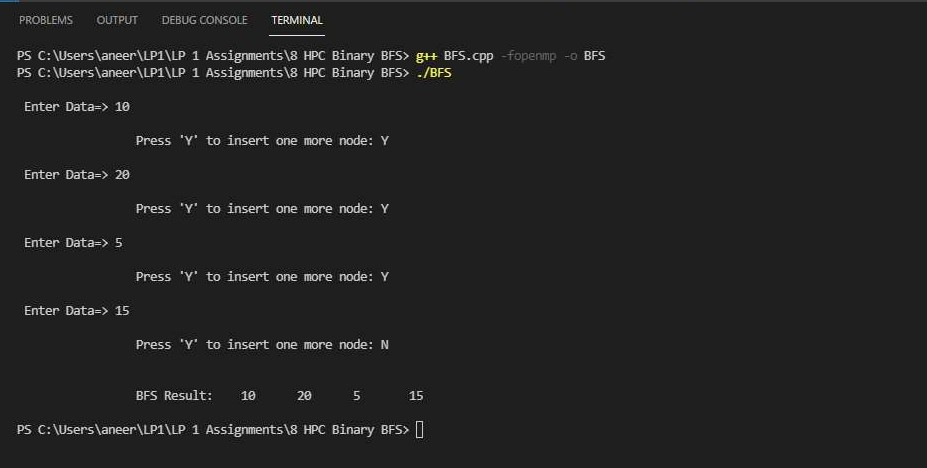 PROBLEMS OUTPUT DEBUG CONSOLE TERMINAL
PS C:\Users\aneer\LP1\LP 1 Assignments\8 HPC Binary BFS> g++ BFS.cpp -fopenmp -o BFS
PS C:\Users\aneer\LP1\LP 1 Assignments\8 HPC Binary BFS> ./BFS
Enter Data=> 10
Press 'Y' to insert one more node: Y
Enter Data=> 20
Press 'Y' to insert one more node: Y
Enter Data=> 5
Press 'Y' to insert one more node: Y
Enter Data=> 15
Press 'Y' to insert one more node: N
BFS Result: 10 20 5 15
PS C:\Users\aneer\LP1\LP 1 Assignments\8 HPC Binary BFS>